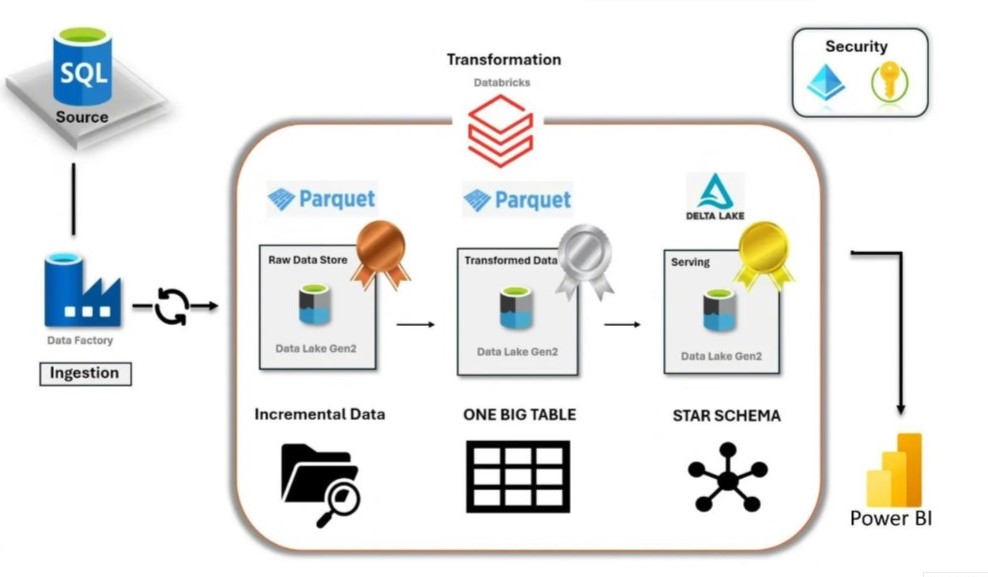 SQL
Source
Data Factory
Ingestion
Transformation
Databricks
Security
Parquet
Raw Data Store
Data Lake Gen2
Incremental Data
Parquet
Transformed Data
Data Lake Gen2
ONE BIG TABLE
DELTA LAKE
Serving
Data Lake Gen2
STAR SCHEMA
Power BI